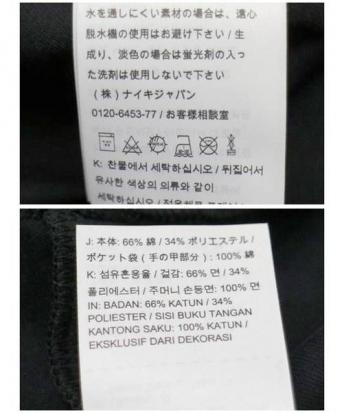 水を通しにくい素材の場合は、遠心
脱水機の使用はお避け下さい / 生
成り、淡色の場合は蛍光剤の入っ
た洗剤は使用しないで下さい
(株) ナイキジャパン
0120-6453-77 / お客様相談室
K: 찬물에서 세탁하십시오 / 뒤집어서
유사한 색상의 의류와 같이
J: 本体: 66% 綿 / 34% ポリエステル /
ポケット袋 (手の甲部分) : 100% 綿
K: 섬유혼용율 / 겉감: 66% 면 / 34%
폴리에스터 / 주머니 손등면: 100% 면
IN: BADAN: 66% KATUN / 34%
POLIESTER / SISI BUKU TANGAN
KANTONG SAKU: 100% KATUN /
EKSKLUSIF DARI DEKORASI